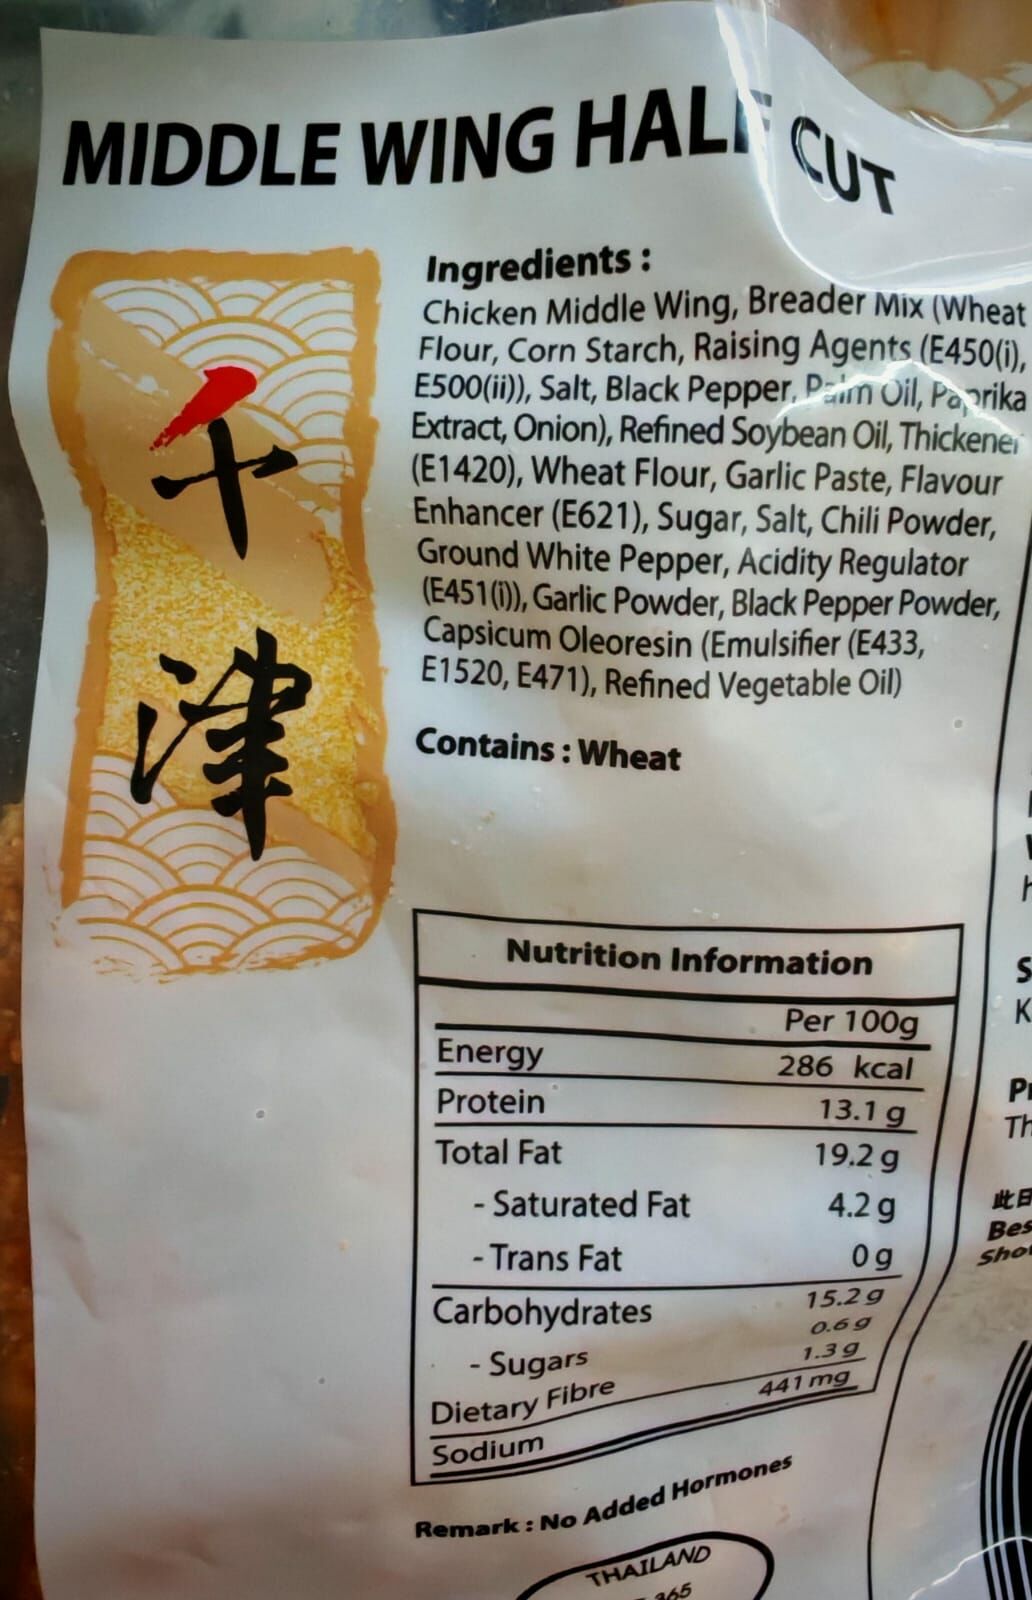 MIDDLE WING HALF CUT
千
津
Ingredients :
Chicken Middle Wing, Breader Mix (Wheat
Flour, Corn Starch, Raising Agents (E450(i),
E500(ii)), Salt, Black Pepper, Palm Oil, Paprika
Extract, Onion), Refined Soybean Oil, Thickener
(E1420), Wheat Flour, Garlic Paste, Flavour
Enhancer (E621), Sugar, Salt, Chili Powder,
Ground White Pepper, Acidity Regulator
(E451(i)), Garlic Powder, Black Pepper Powder,
Capsicum Oleoresin (Emulsifier (E433,
E1520, E471), Refined Vegetable Oil)
Contains : Wheat
Nutrition Information
Per 100g
Energy 286 kcal
Protein 13.1 g
Total Fat 19.2 g
- Saturated Fat 4.2 g
- Trans Fat 0 g
Carbohydrates 15.2 g
- Sugars 0.6 g
Dietary Fibre 1.3 g
Sodium 441 mg
Remark : No Added Hormones
THAILAND
365